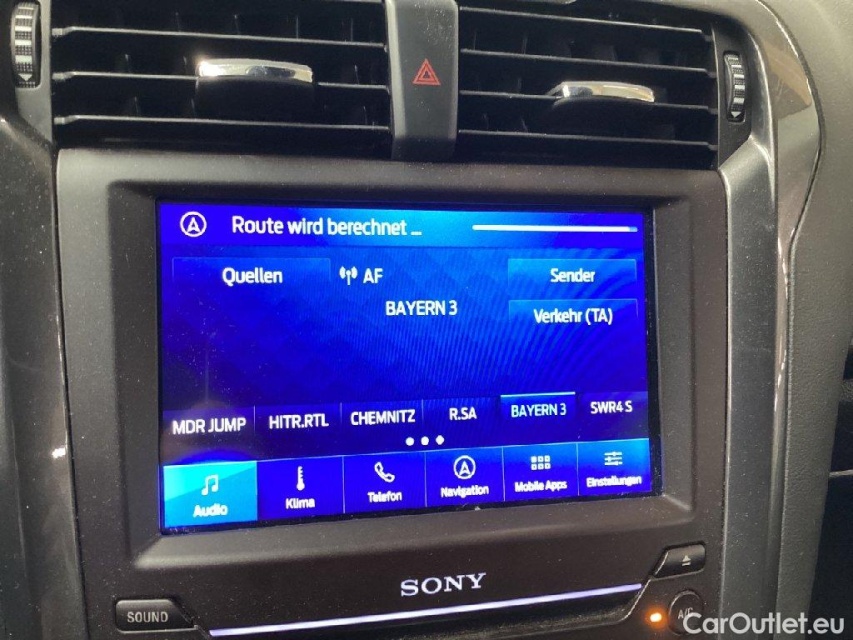 Route wird berechnet ...
Quellen
AF
Sender
BAYERN 3
Verkehr (TA)
MDR JUMP
HITR.RTL
CHEMNITZ
R.SA
BAYERN 3
SWR4 S
Audio
Klima
Telefon
Navigation
Mobile Apps
Einstellungen
SONY
SOUND
A/C
CarOutlet.eu